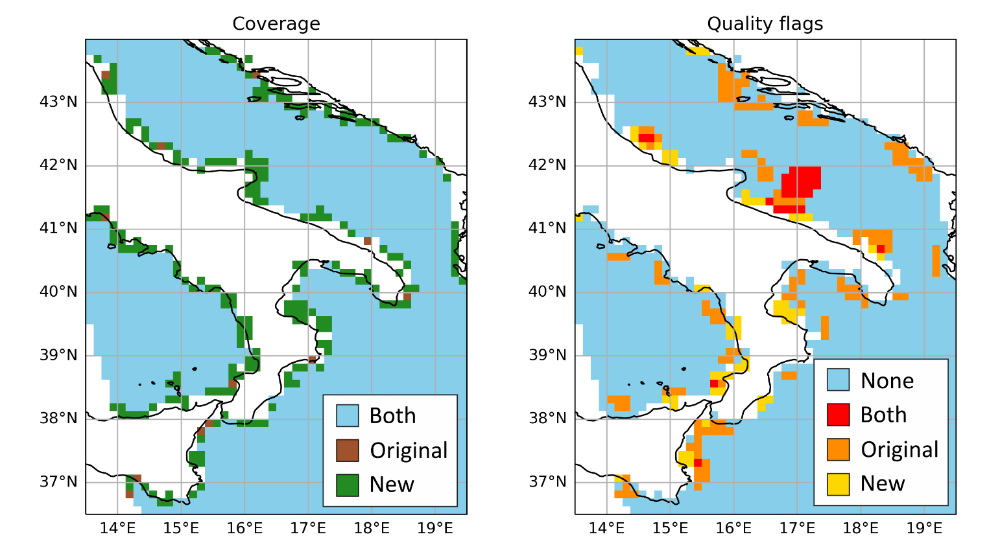 Coverage
43°N
42°N
41°N
40°N
39°N
38°N
37°N
14°E 15°E 16°E 17°E 18°E 19°E
Both
Original
New
Quality flags
43°N
42°N
41°N
40°N
39°N
38°N
37°N
14°E 15°E 16°E 17°E 18°E 19°E
None
Both
Original
New